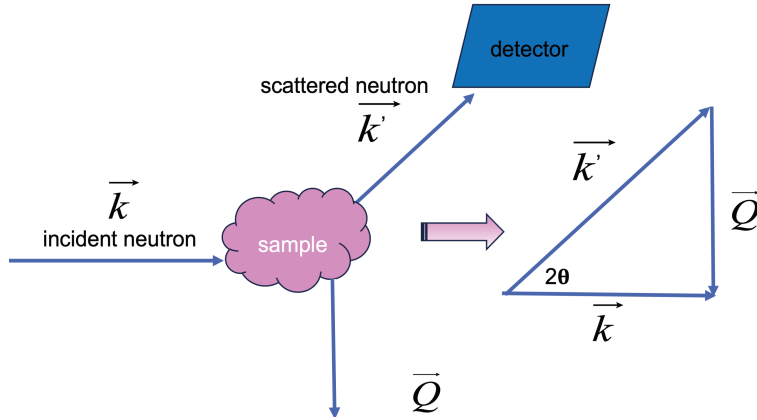 detector
scattered neutron
k'
k
incident neutron
sample
Q
k'
Q
2θ
k